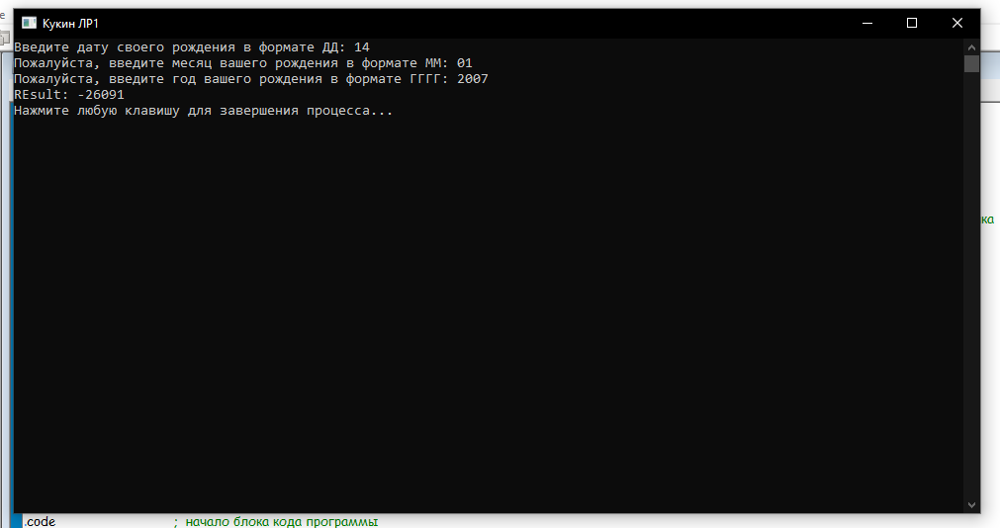 е
Кукин ЛР1
Введите дату своего рождения в формате ДД: 14
Пожалуйста, введите месяц вашего рождения в формате ММ: 01
Пожалуйста, введите год вашего рождения в формате ГГГГ: 2007
REsult: -26091
Нажмите любую клавишу для завершения процесса...
ка
.code ; начало блока кода программы